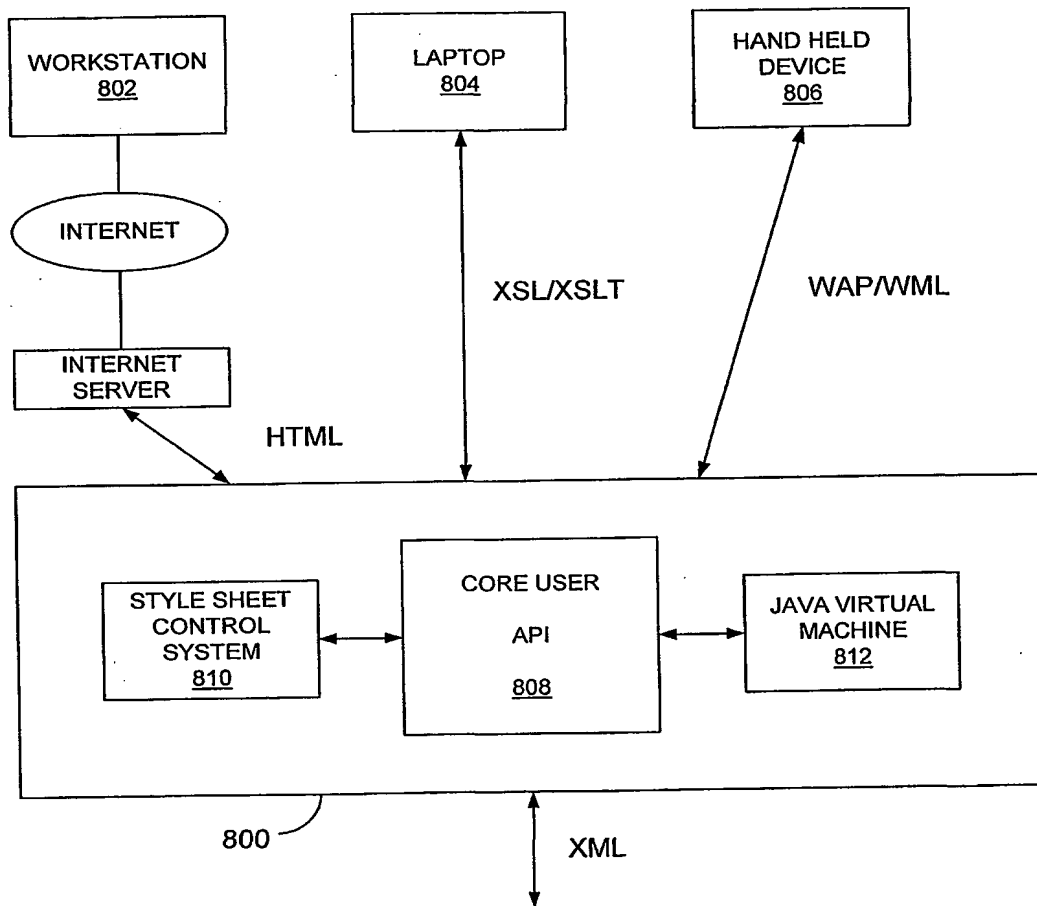 WORKSTATION
802
LAPTOP
804
HAND HELD
DEVICE
806
INTERNET
XSL/XSLT
WAP/WML
INTERNET
SERVER
HTML
STYLE SHEET
CONTROL
SYSTEM
810
CORE USER
API
808
JAVA VIRTUAL
MACHINE
812
800
XML